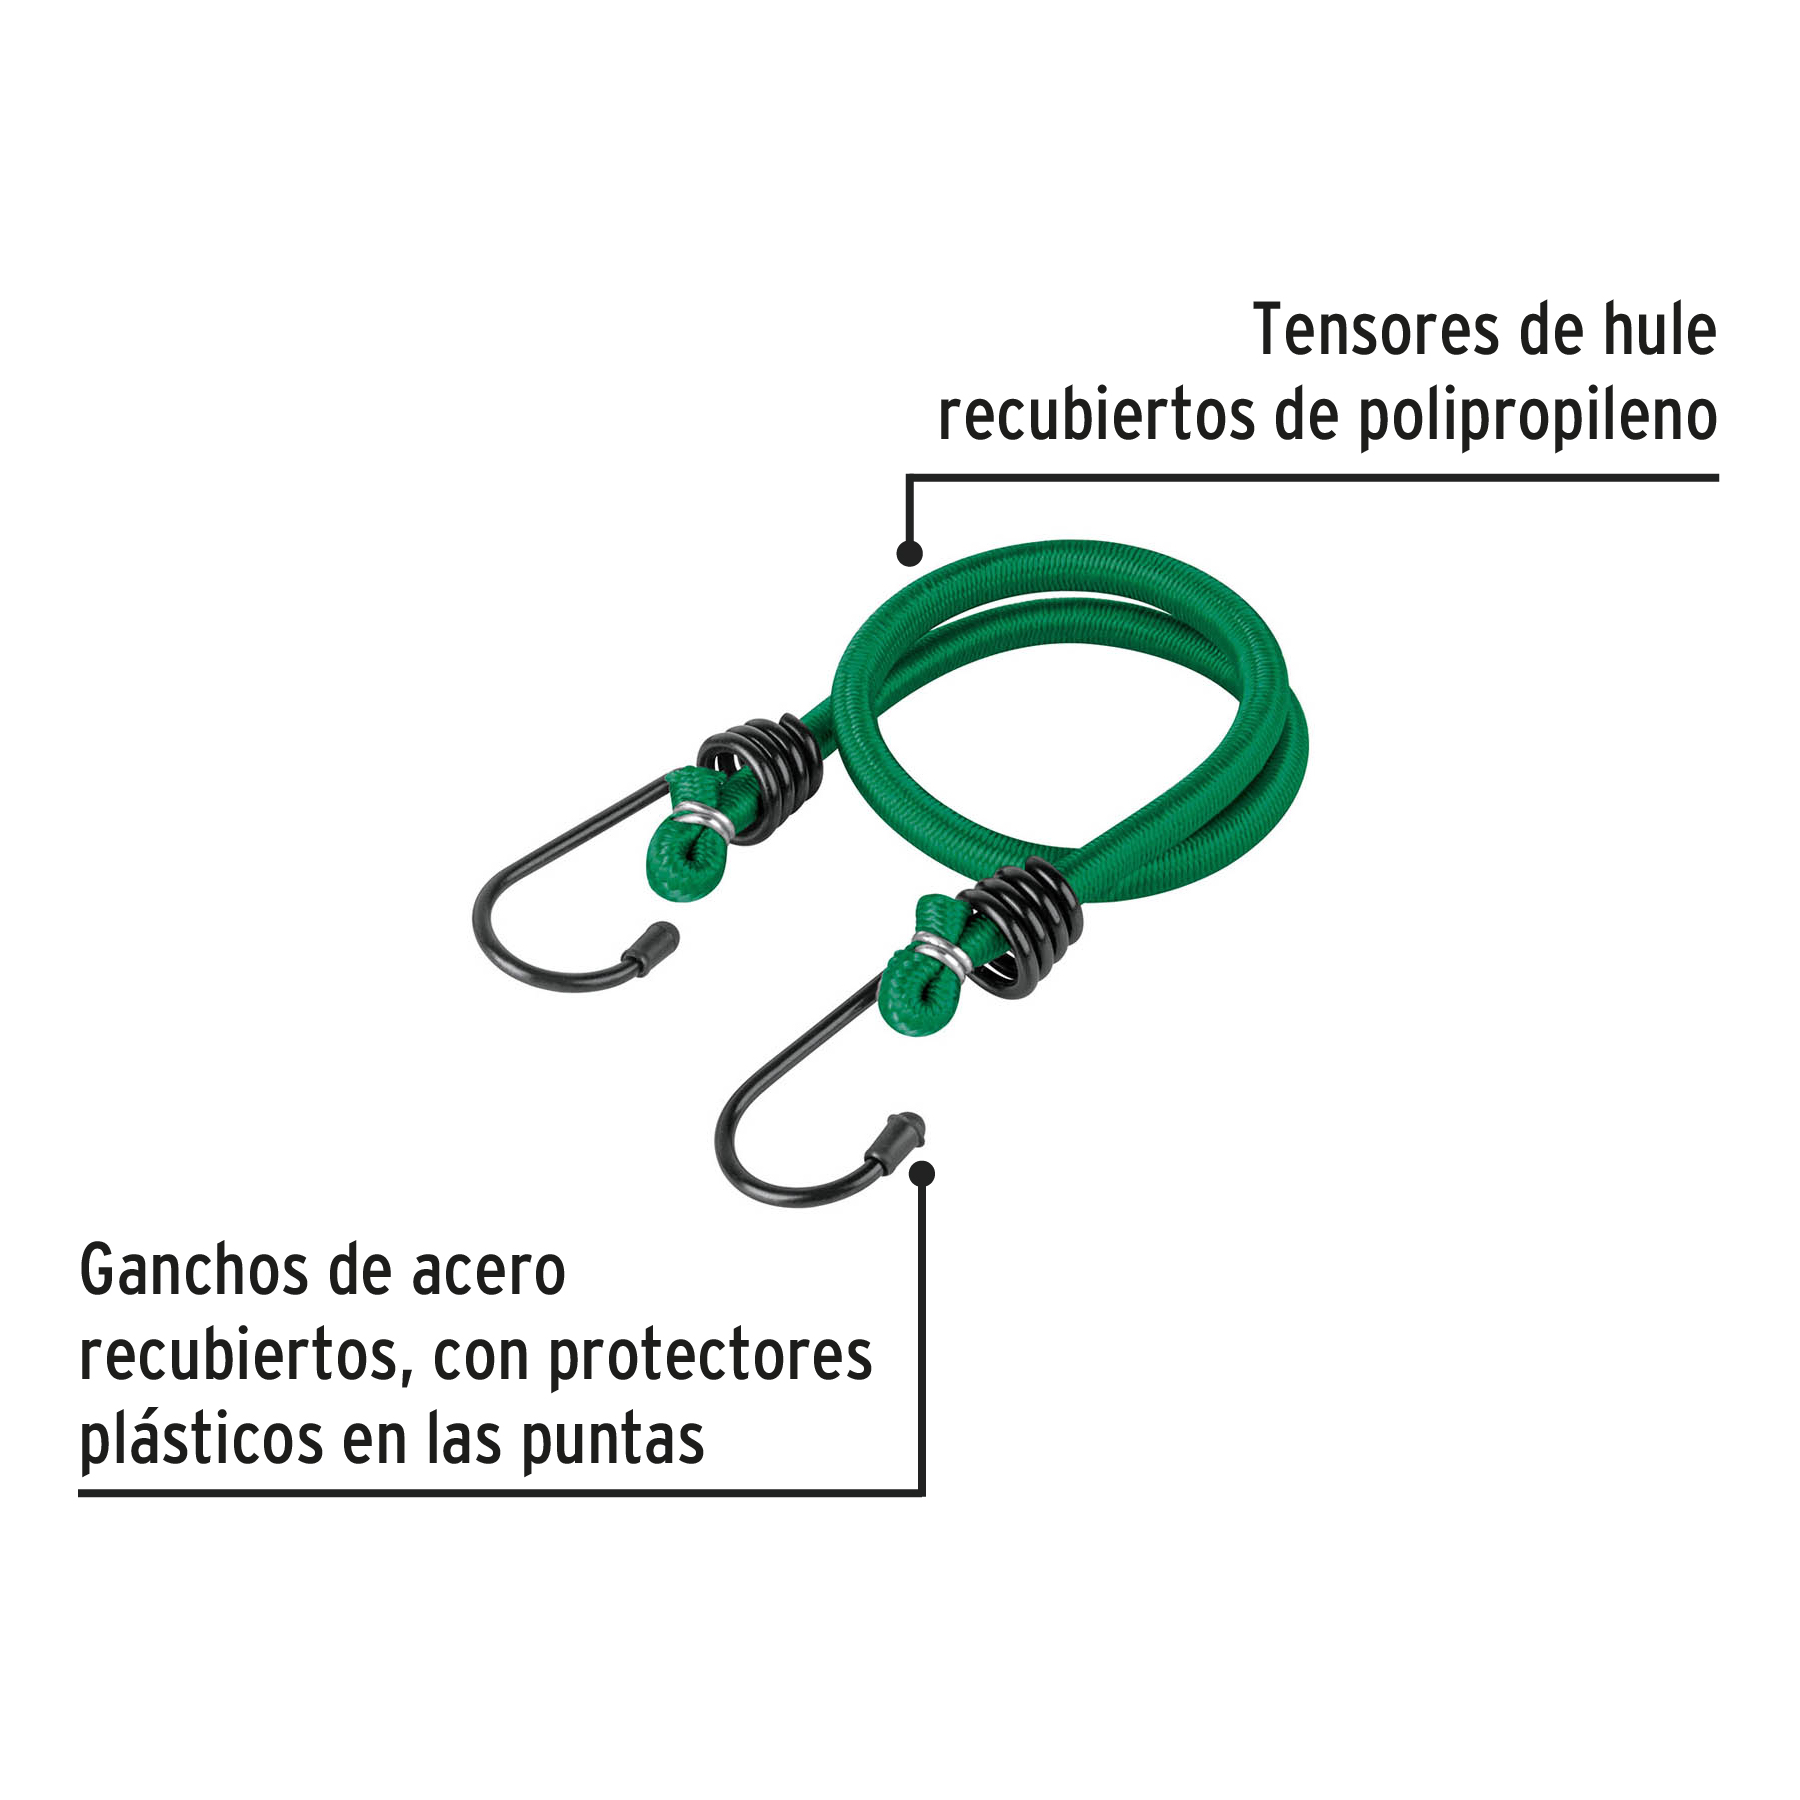 Tensores de hule
recubiertos de polipropileno
Ganchos de acero
recubiertos, con protectores
plásticos en las puntas